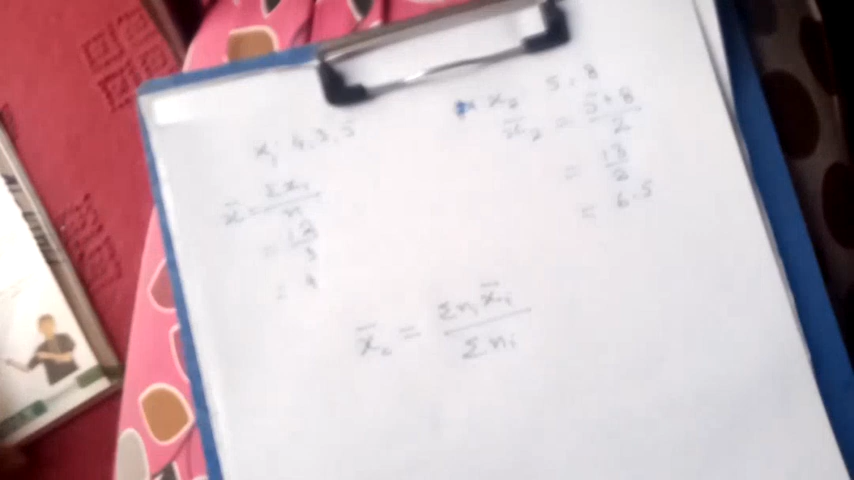 x₁ 4, 3, 5
x̄ = Σx₁ / n
= 12 / 3
= 4
x₂ 5, 8
x̄₂ = 5 + 8 / 2
= 13 / 2
= 6.5
x̄c = Σnᵢ x̄ᵢ / Σnᵢ